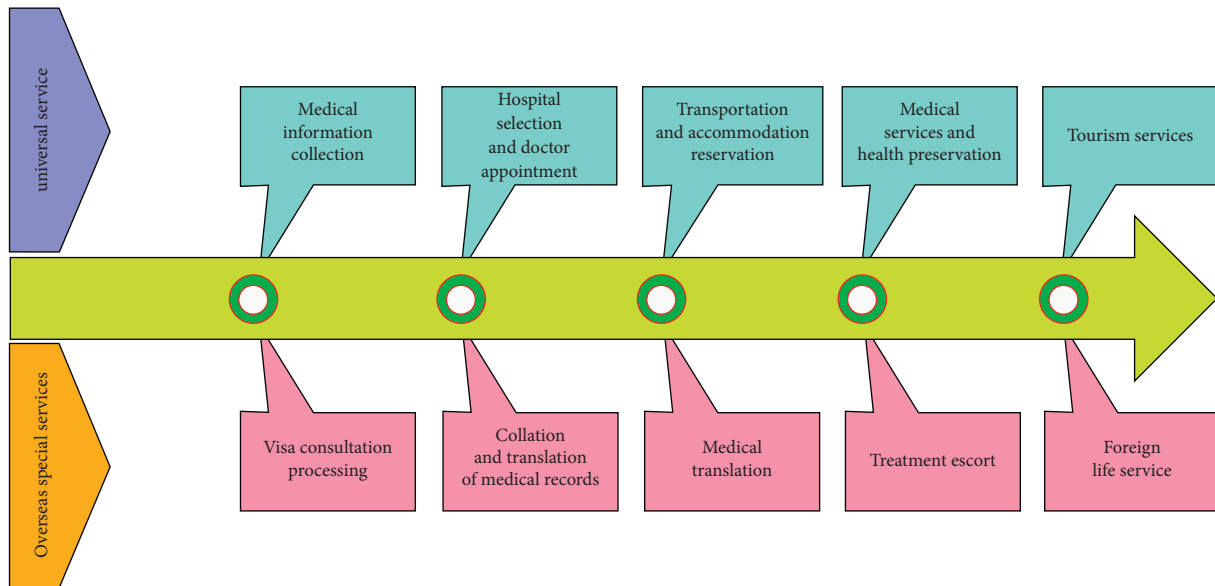 universal service
Medical
information
collection
Hospital
selection
and doctor
appointment
Transportation
and accommodation
reservation
Medical
services and
health preservation
Tourism services
Overseas special services
Visa consultation
processing
Collation
and translation
of medical records
Medical
translation
Treatment escort
Foreign
life service